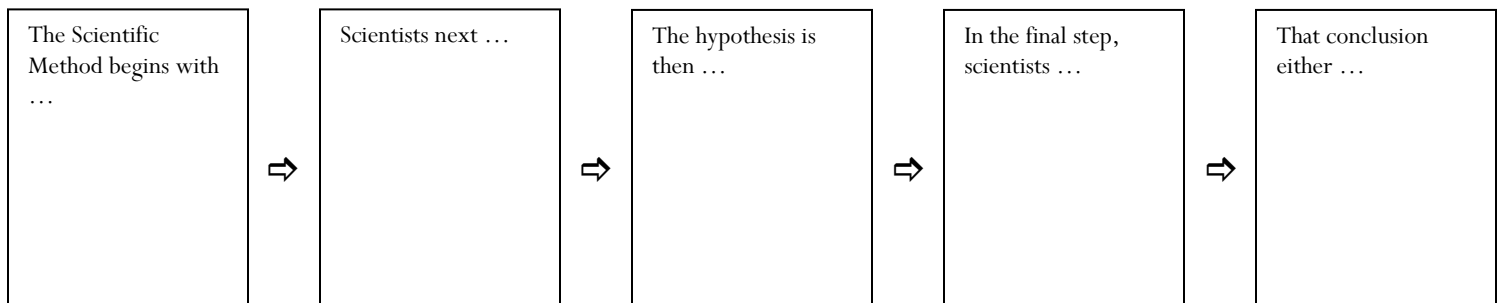 The Scientific
Method begins with
…
Scientists next …
The hypothesis is
then …
In the final step,
scientists …
That conclusion
either …